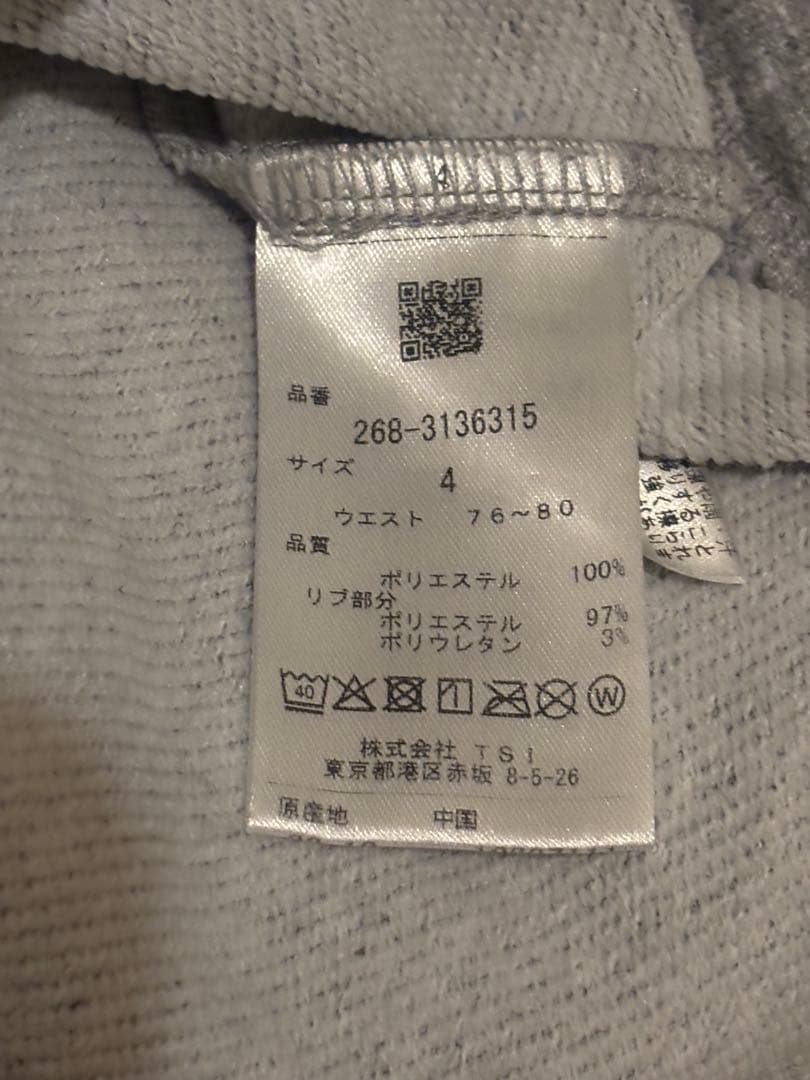 4
品番
268-3136315
サイズ
4
ウエスト 76~80
品質
ポリエステル 100%
リブ部分
ポリエステル 97%
ポリウレタン 3%
40
W
株式会社 TSI
東京都港区赤坂 8-5-26
原産地 中国